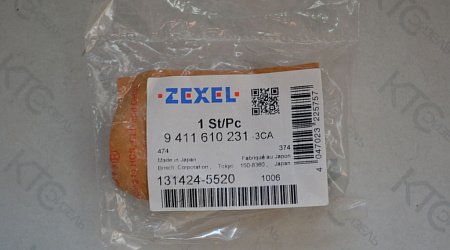 ZEXEL
1 St/Pc
9 411 610 231 -3CA
474 374
Made in Japan Fabriqué au Japon
Bosch Corporation, Tokyo 150-8360, Japan
131424-5520 1006
4 047023 225757
KTC